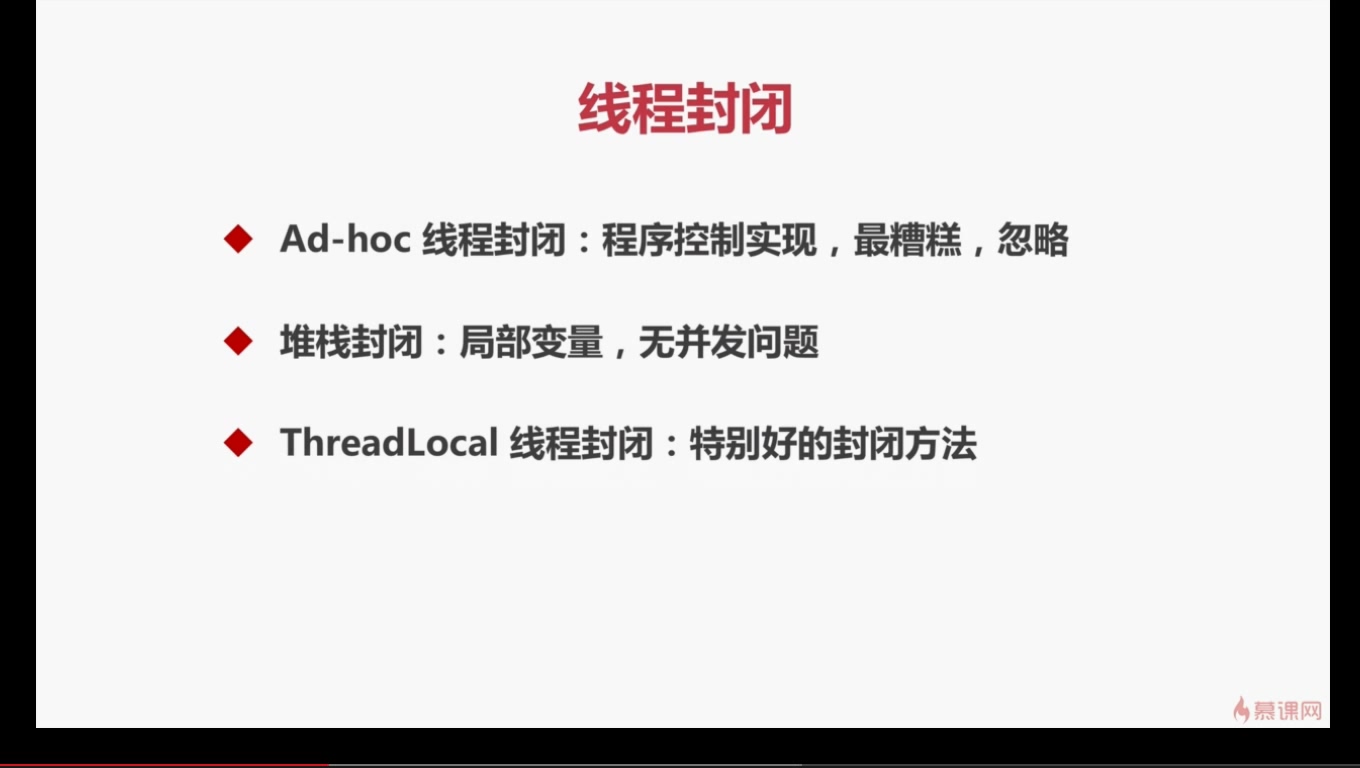 线程封闭
Ad-hoc 线程封闭：程序控制实现，最糟糕，忽略
堆栈封闭：局部变量，无并发问题
ThreadLocal 线程封闭：特别好的封闭方法
慕课网